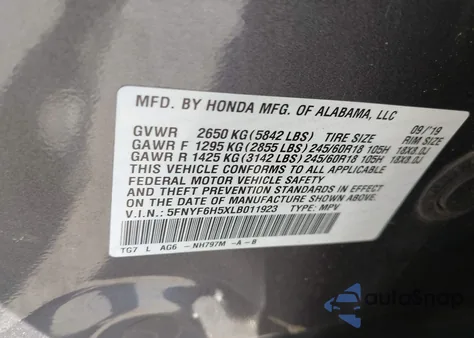 MFD. BY HONDA MFG. OF ALABAMA, LLC
09/'19
GVWR 2650 KG (5842 LBS) TIRE SIZE RIM SIZE
GAWR F 1295 KG (2855 LBS) 245/60R18 105H 18X8.0J
GAWR R 1425 KG (3142 LBS) 245/60R18 105H 18X8.0J
THIS VEHICLE CONFORMS TO ALL APPLICABLE
FEDERAL MOTOR VEHICLE SAFETY
AND THEFT PREVENTION STANDARDS IN EFFECT
ON THE DATE OF MANUFACTURE SHOWN ABOVE.
V.I.N.: 5FNYF6H5XLB011923 TYPE: MPV
TG7 L AG6 -NH797M -A-B
autoSnap